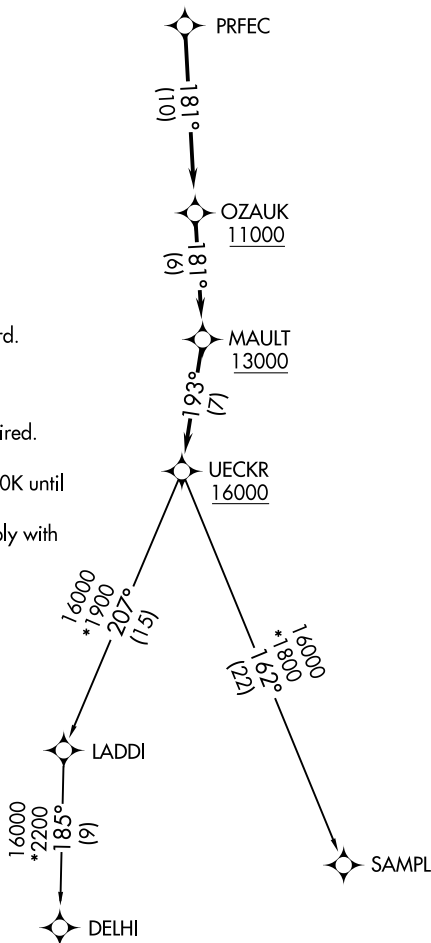 PRFEC
181°
(10)
OZAUK
11000
181°
(6)
rd.
MAULT
13000
193°
(7)
ired.
UECKR
16000
0K until
ply with
16000
*1900
207°
(15)
16000
*1800
162°
(22)
LADDI
16000
*2200
185°
(9)
SAMPL
DELHI